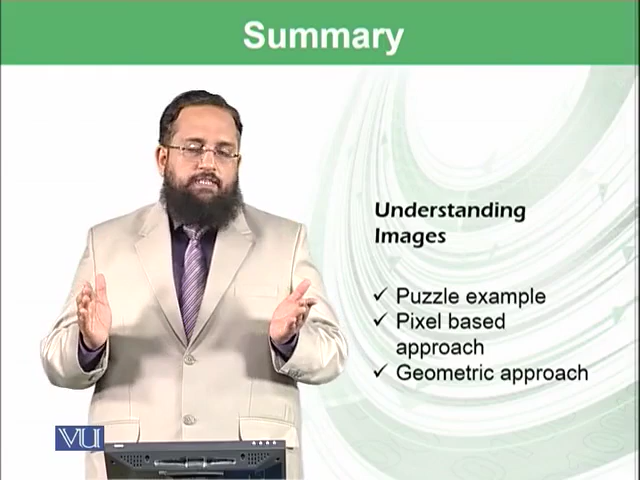 Summary
Understanding
Images
✓ Puzzle example
✓ Pixel based
approach
✓ Geometric approach
VU